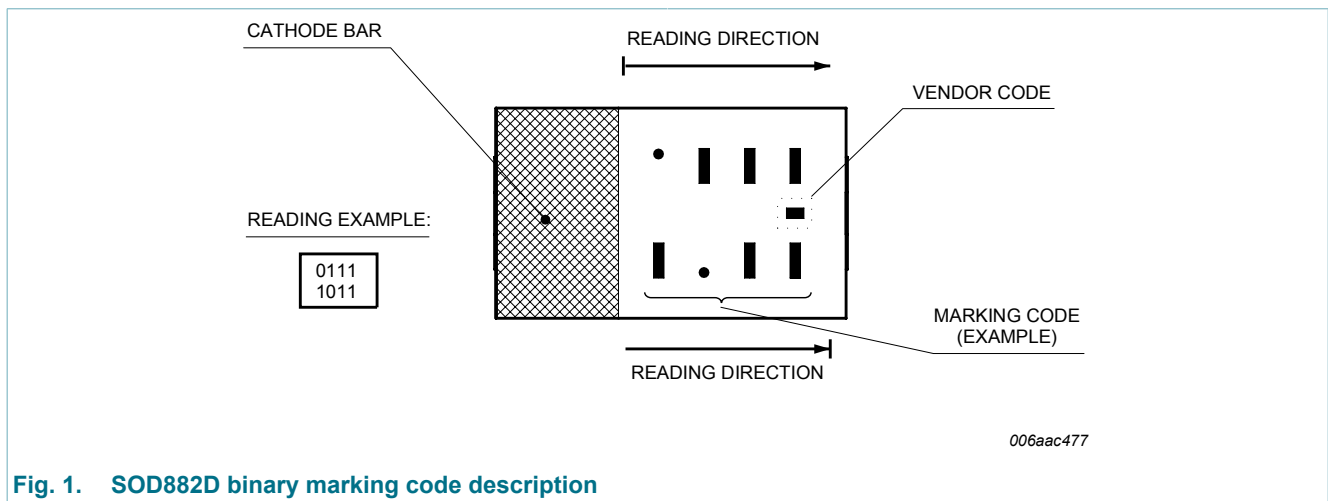 CATHODE BAR
READING DIRECTION
VENDOR CODE
READING EXAMPLE:
0111
1011
MARKING CODE
(EXAMPLE)
READING DIRECTION
006aac477
Fig. 1. SOD882D binary marking code description